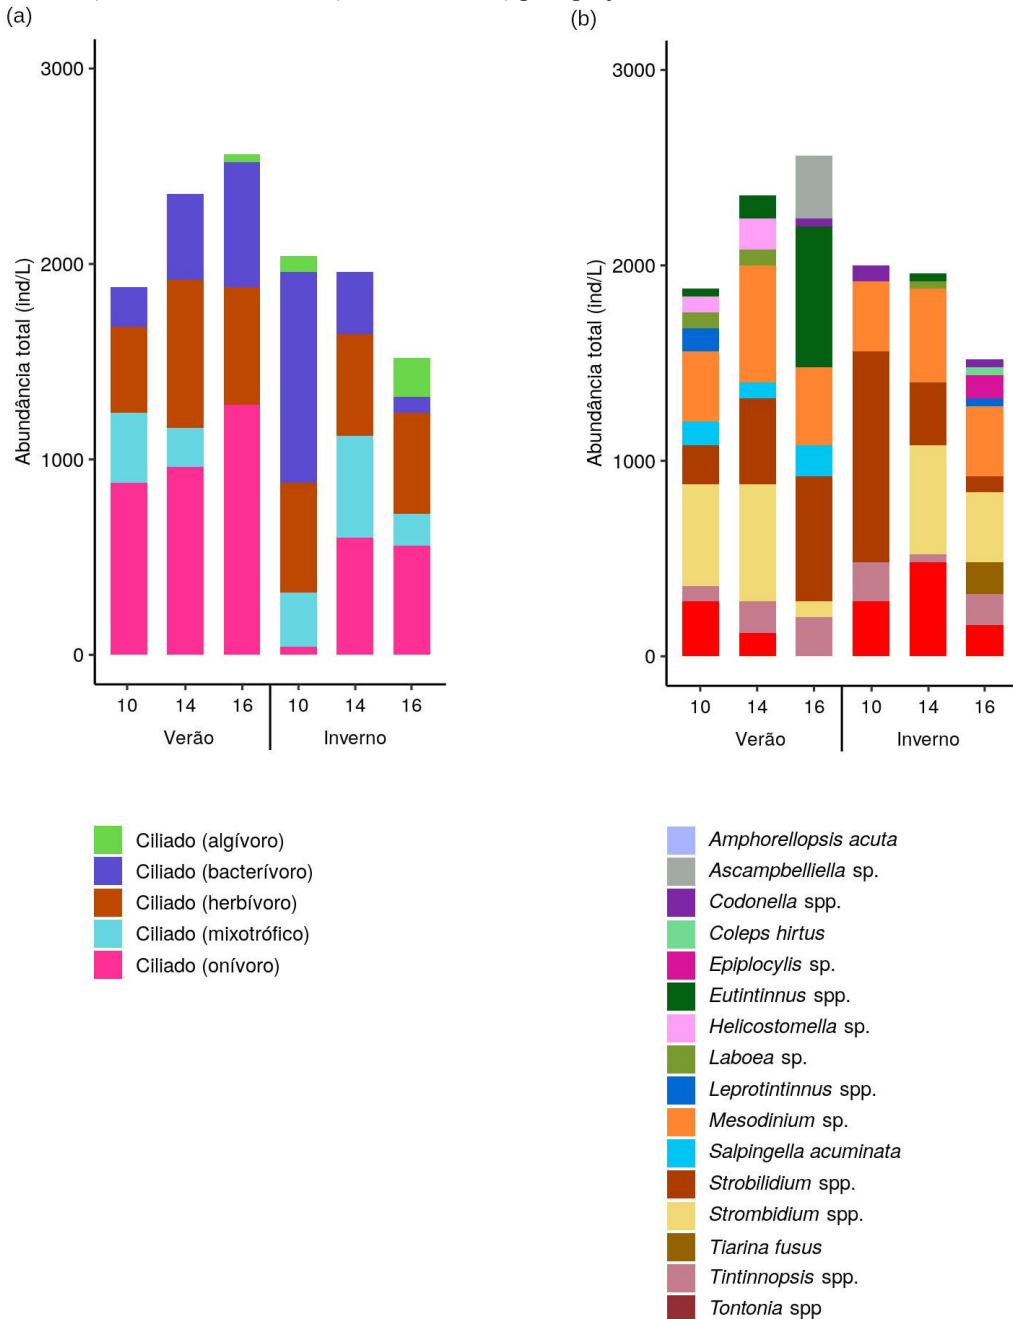 (a)
3000
2000
1000
0
Abundância total (ind/L)
10 14 16 10 14 16
Verão Inverno
Ciliado (algívoro)
Ciliado (bacterívoro)
Ciliado (herbívoro)
Ciliado (mixotrófico)
Ciliado (onívoro)
(b)
3000
2000
1000
0
Abundância total (ind/L)
10 14 16 10 14 16
Verão Inverno
Amphorellopsis acuta
Ascampbelliella sp.
Codonella spp.
Coleps hirtus
Epiplocylis sp.
Eutintinnus spp.
Helicostomella sp.
Laboea sp.
Leprotintinnus spp.
Mesodinium sp.
Salpingella acuminata
Strobilidium spp.
Strombidium spp.
Tiarina fusus
Tintinnopsis spp.
Tontonia spp